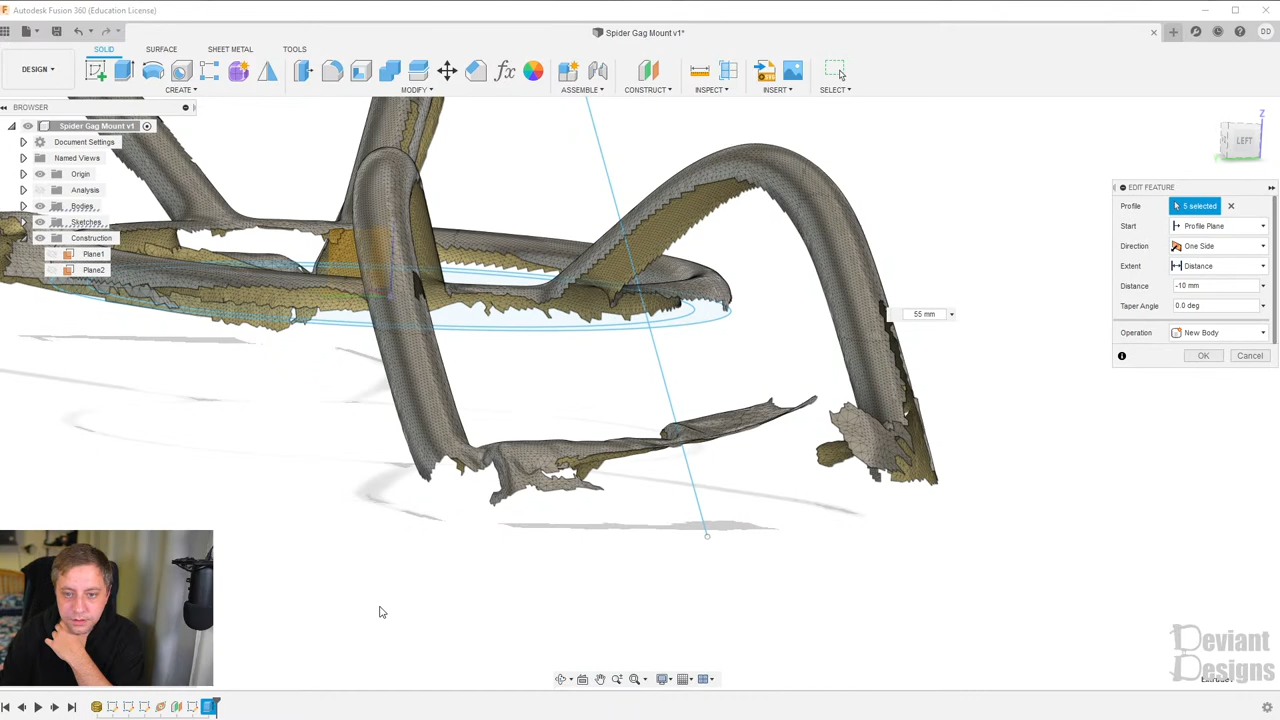 Autodesk Fusion 360 (Education License)
Spider Gag Mount v1*
DD
SOLID SURFACE SHEET METAL TOOLS
DESIGN
CREATE MODIFY ASSEMBLE CONSTRUCT INSPECT INSERT SELECT
BROWSER
Spider Gag Mount v1
Document Settings
Named Views
Origin
Analysis
Bodies
Sketches
Construction
Plane1
Plane2
Z
LEFT
EDIT FEATURE
Profile 5 selected
Start Profile Plane
Direction One Side
Extent Distance
Distance -10 mm
Taper Angle 0.0 deg
Operation New Body
OK Cancel
55 mm
Deviant
Designs